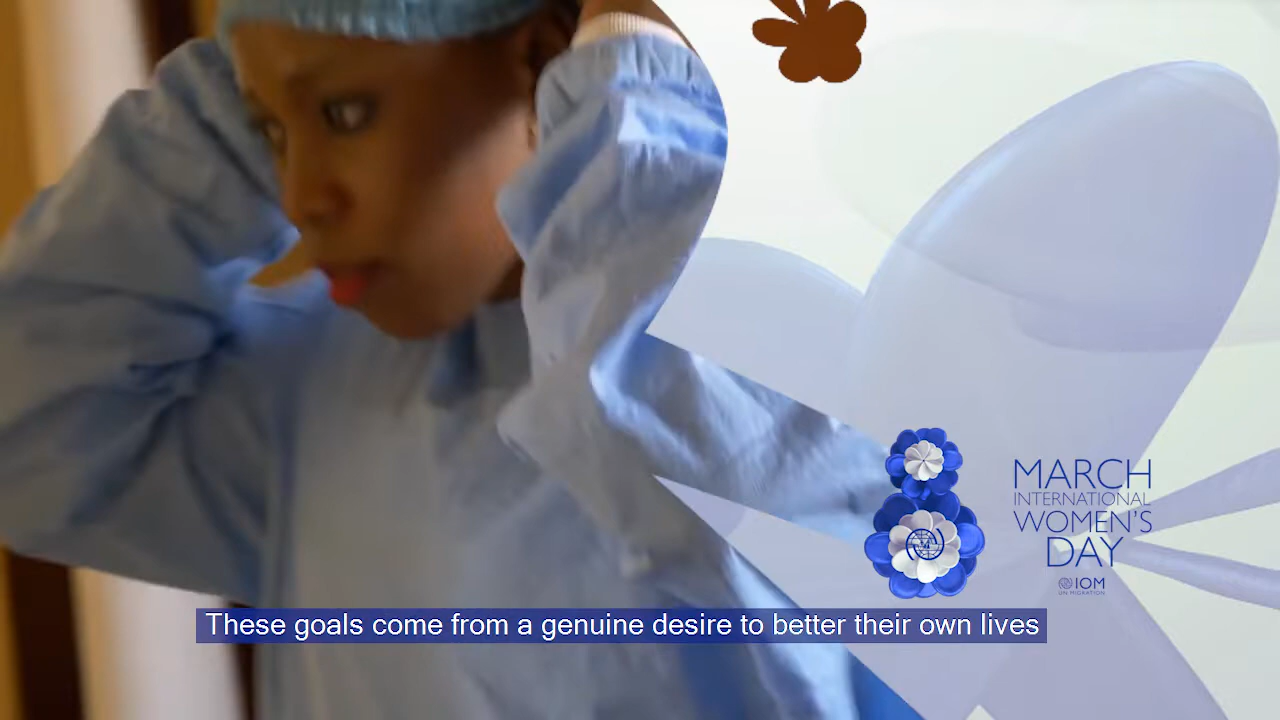 MARCH
INTERNATIONAL
WOMEN'S
DAY
IOM
UN MIGRATION
These goals come from a genuine desire to better their own lives